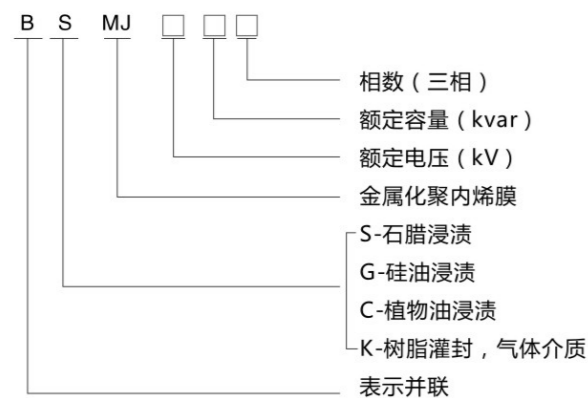 B S MJ □ □ □
相数（三相）
额定容量（kvar）
额定电压（kV）
金属化聚内烯膜
S-石腊浸渍
G-硅油浸渍
C-植物油浸渍
K-树脂灌封，气体介质
表示并联